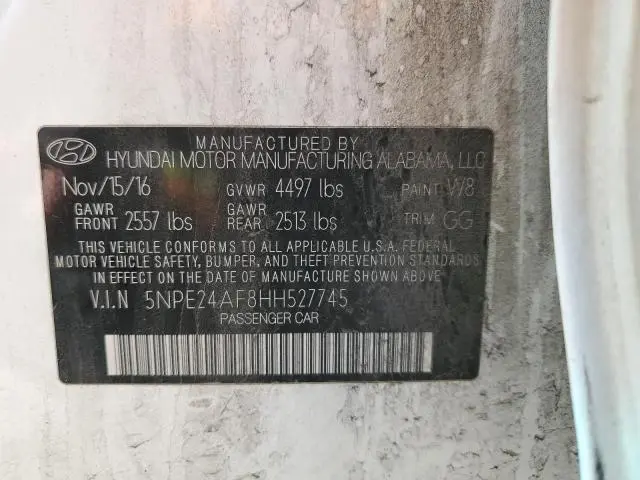 MANUFACTURED BY
HYUNDAI MOTOR MANUFACTURING ALABAMA, LLC
Nov/15/16 GVWR 4497 lbs PAINT W8
GAWR FRONT 2557 lbs GAWR REAR 2513 lbs TRIM GG
THIS VEHICLE CONFORMS TO ALL APPLICABLE U.S.A. FEDERAL
MOTOR VEHICLE SAFETY, BUMPER, AND THEFT PREVENTION STANDARDS
IN EFFECT ON THE DATE OF MANUFACTURE SHOWN ABOVE.
V.I.N 5NPE24AF8HH527745
PASSENGER CAR